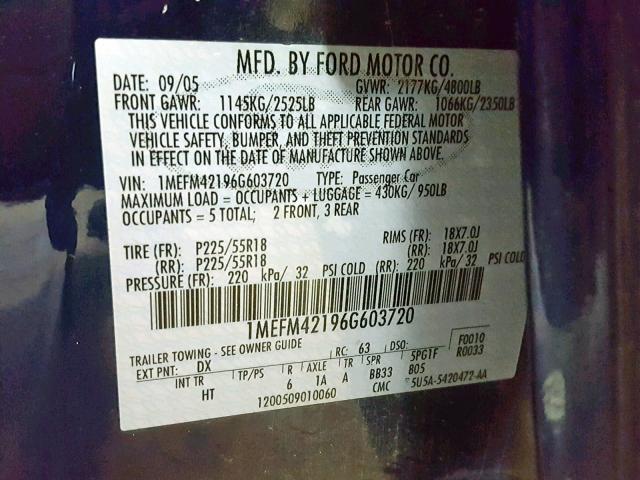 MFD. BY FORD MOTOR CO.
DATE: 09/05 GVWR: 2177KG/4800LB
FRONT GAWR: 1145KG/2525LB REAR GAWR: 1066KG/2350LB
THIS VEHICLE CONFORMS TO ALL APPLICABLE FEDERAL MOTOR
VEHICLE SAFETY, BUMPER, AND THEFT PREVENTION STANDARDS
IN EFFECT ON THE DATE OF MANUFACTURE SHOWN ABOVE.
VIN: 1MEFM42196G603720 TYPE: Passenger Car
MAXIMUM LOAD = OCCUPANTS + LUGGAGE = 430KG/ 950LB
OCCUPANTS = 5 TOTAL; 2 FRONT, 3 REAR
TIRE (FR): P225/55R18 RIMS (FR): 18X7.0J
(RR): P225/55R18 (RR): 18X7.0J
PRESSURE (FR): 220 kPa/ 32 PSI COLD (RR): 220 kPa/ 32 PSI COLD
1MEFM42196G603720
TRAILER TOWING - SEE OWNER GUIDE F0010
EXT PNT: DX RC: 63 DSO: R0033
INT TR TP/PS R AXLE TR SPR 5PGTF
HT 6 1A A BB33 B05
1200509010060 CMC 5U5A-5420472-AA